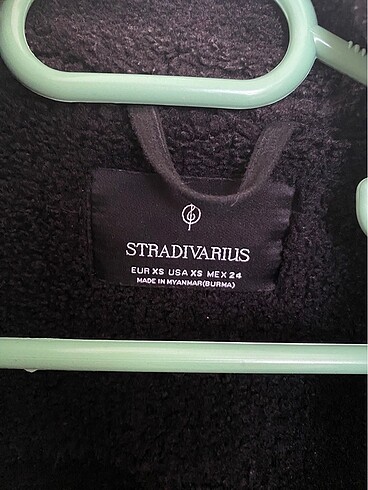 STRADIVARIUS
EUR XS USA XS MEX 24
MADE IN MYANMAR(BURMA)